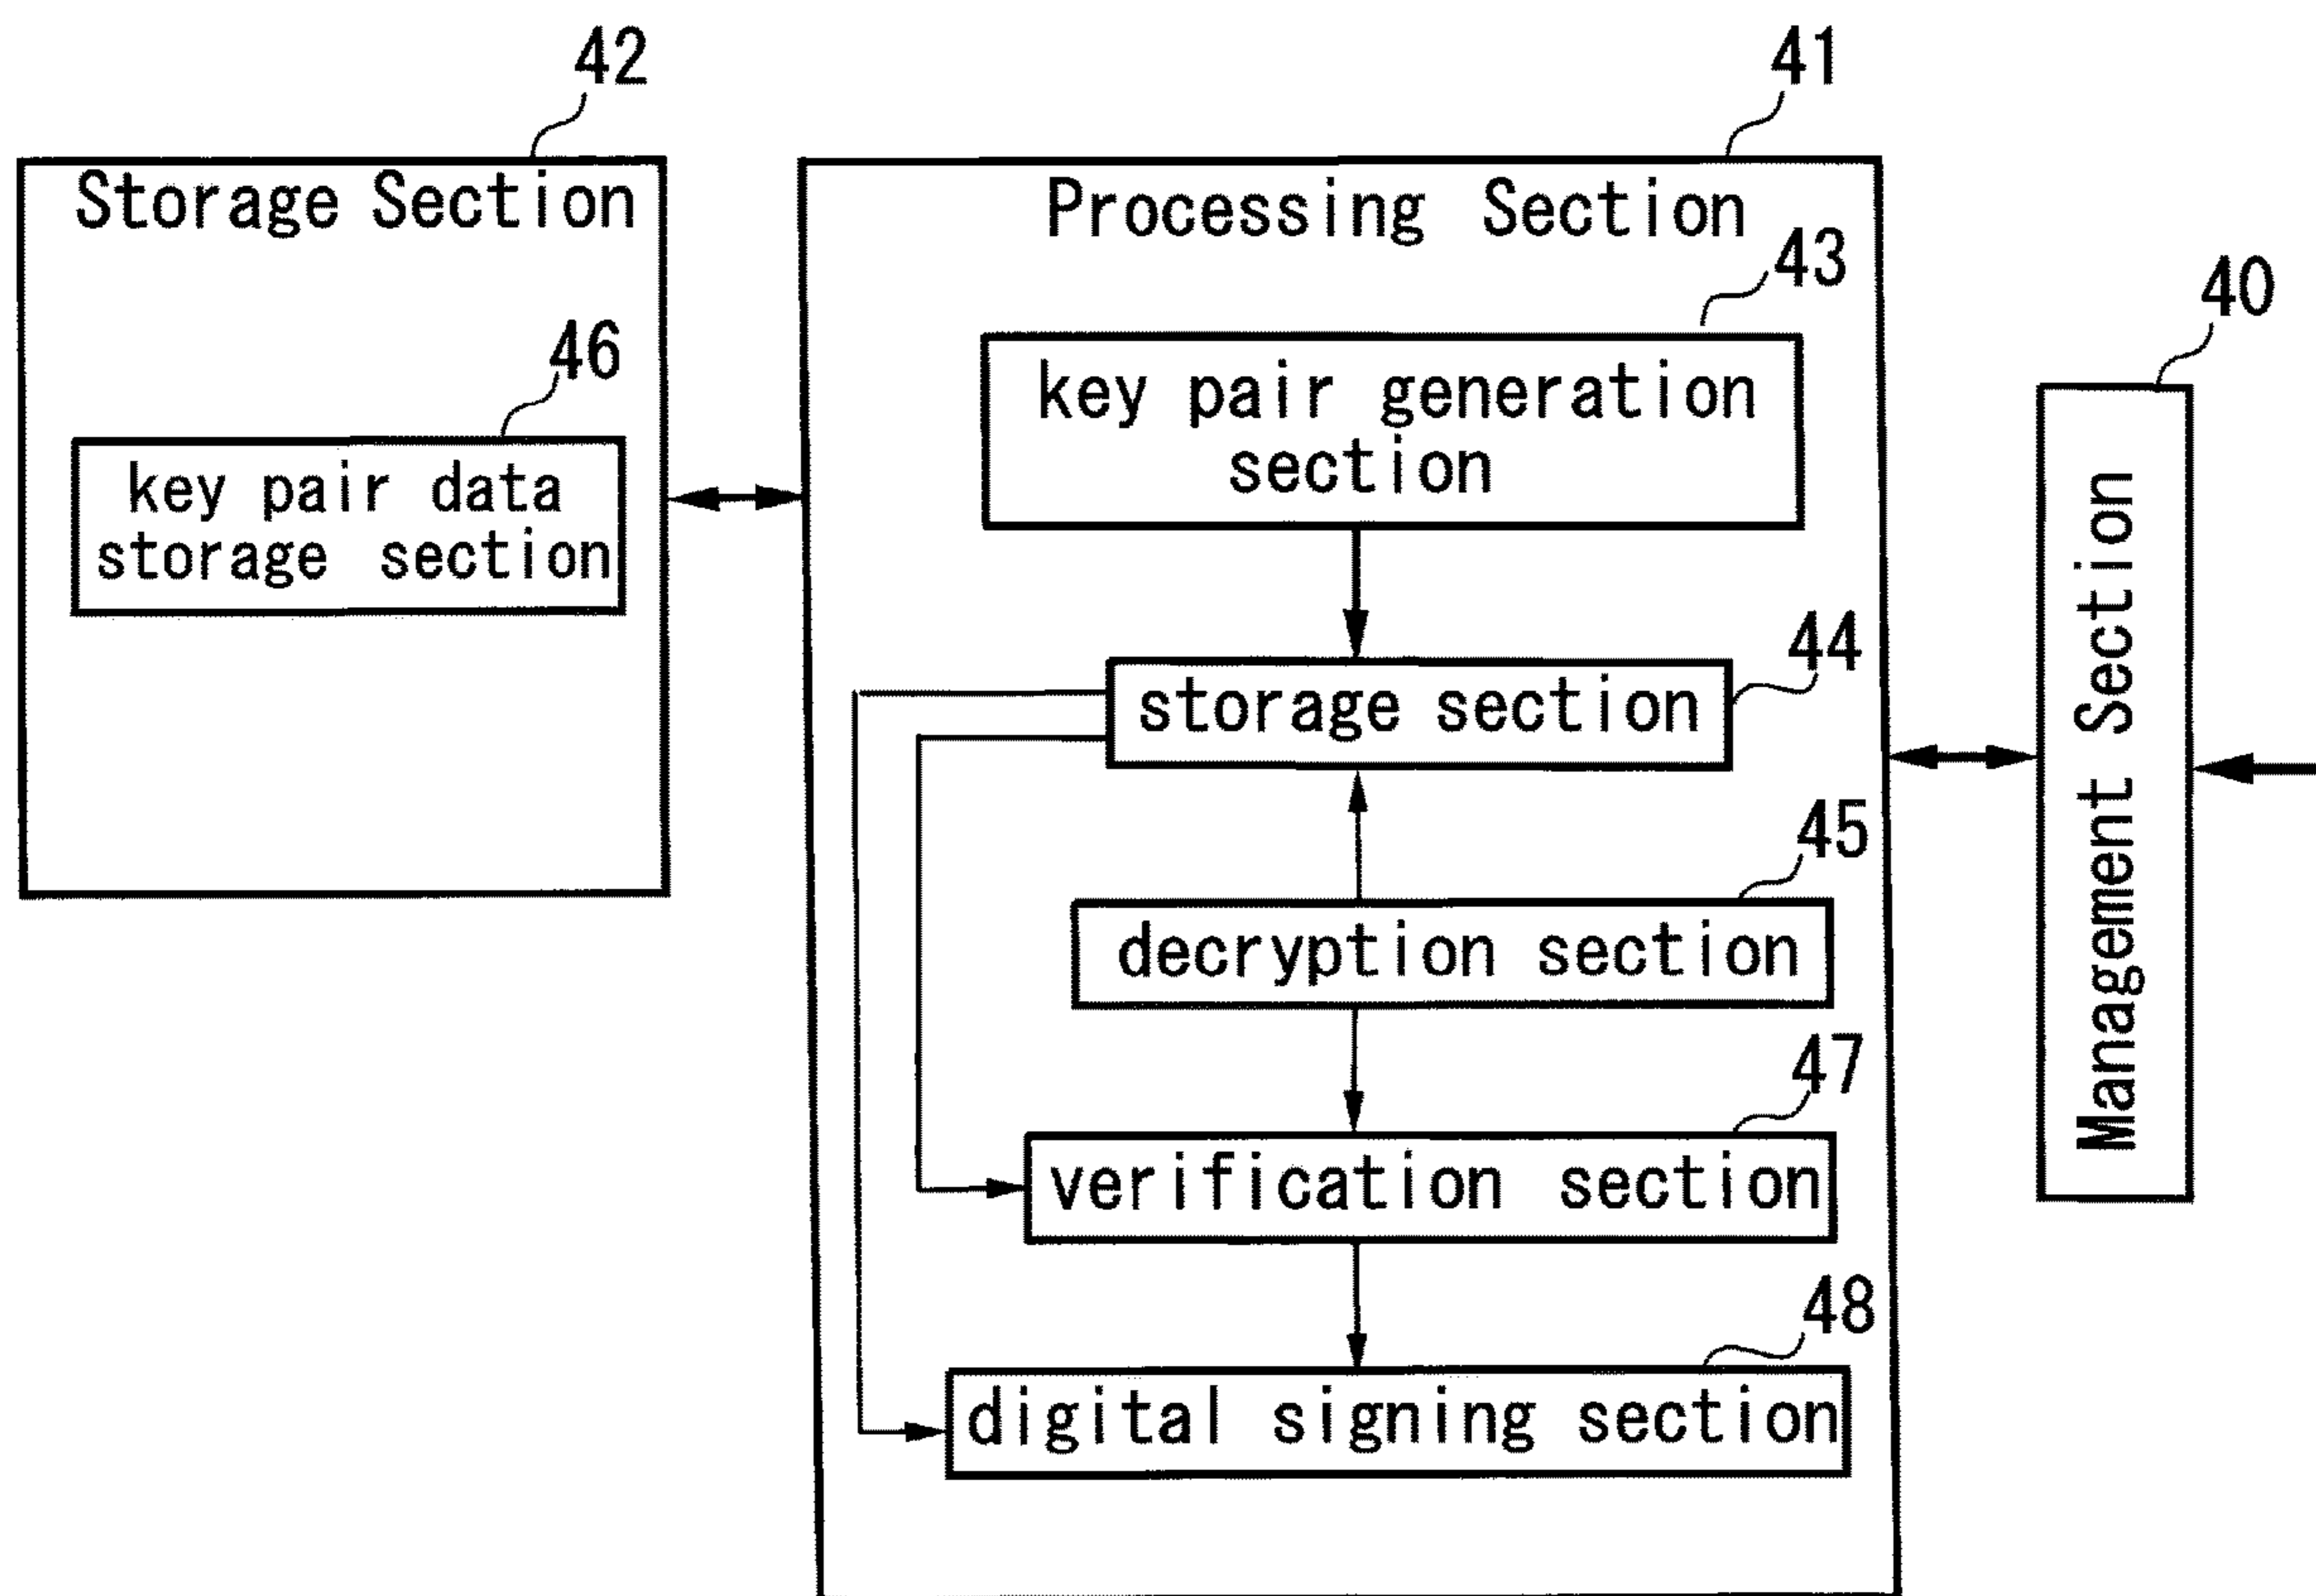 42
Storage Section
46
key pair data
storage section
41
Processing Section
43
key pair generation
section
44
storage section
45
decryption section
47
verification section
48
digital signing section
40
Management Section